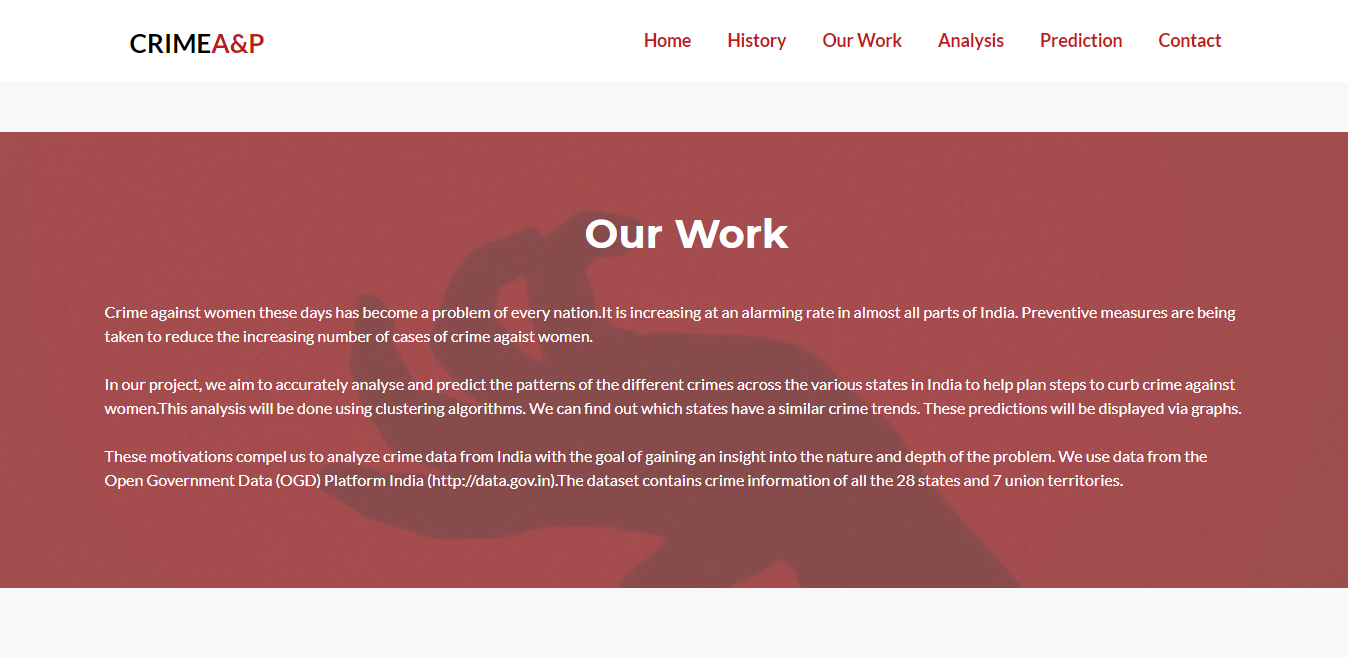 CRIMEA&P
Home History Our Work Analysis Prediction Contact
Our Work
Crime against women these days has become a problem of every nation.It is increasing at an alarming rate in almost all parts of India. Preventive measures are being
taken to reduce the increasing number of cases of crime agaist women.
In our project, we aim to accurately analyse and predict the patterns of the different crimes across the various states in India to help plan steps to curb crime against
women.This analysis will be done using clustering algorithms. We can find out which states have a similar crime trends. These predictions will be displayed via graphs.
These motivations compel us to analyze crime data from India with the goal of gaining an insight into the nature and depth of the problem. We use data from the
Open Government Data (OGD) Platform India (http://data.gov.in).The dataset contains crime information of all the 28 states and 7 union territories.